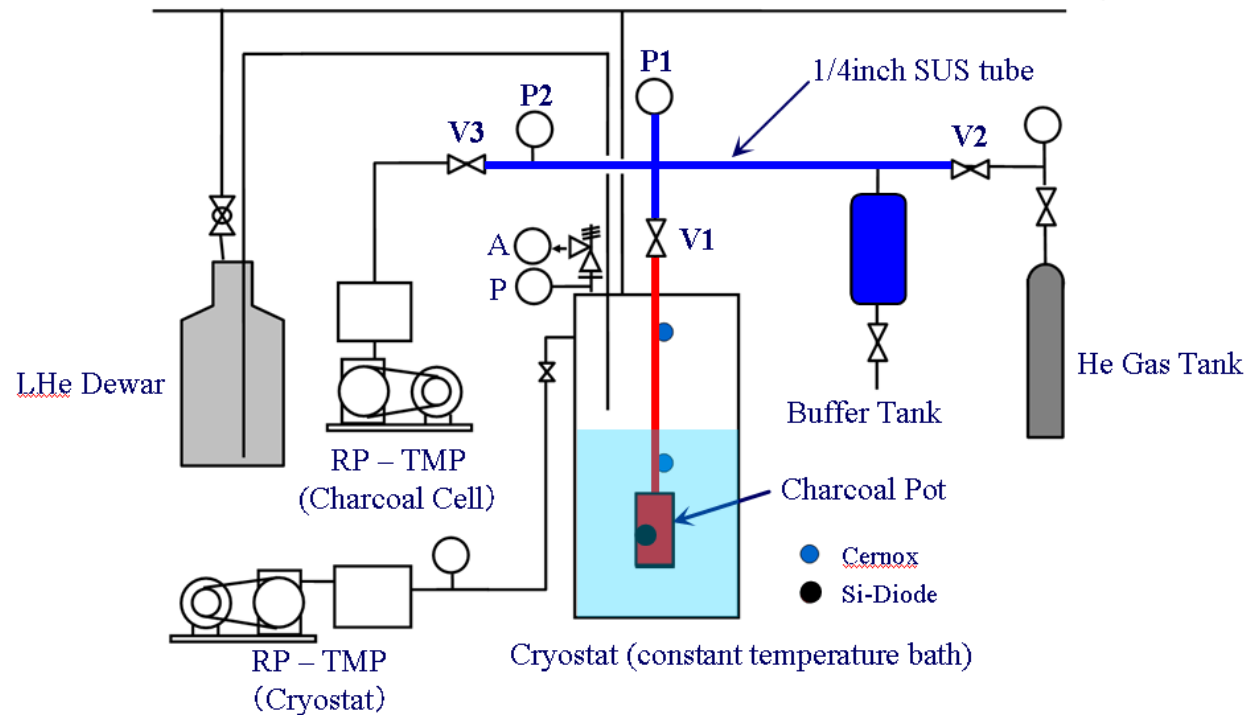 P1
1/4inch SUS tube
P2
V3
V2
V1
A
P
LHe Dewar
He Gas Tank
Buffer Tank
RP – TMP
(Charcoal Cell)
Charcoal Pot
Cernox
Si-Diode
Cryostat (constant temperature bath)
RP – TMP
（Cryostat)